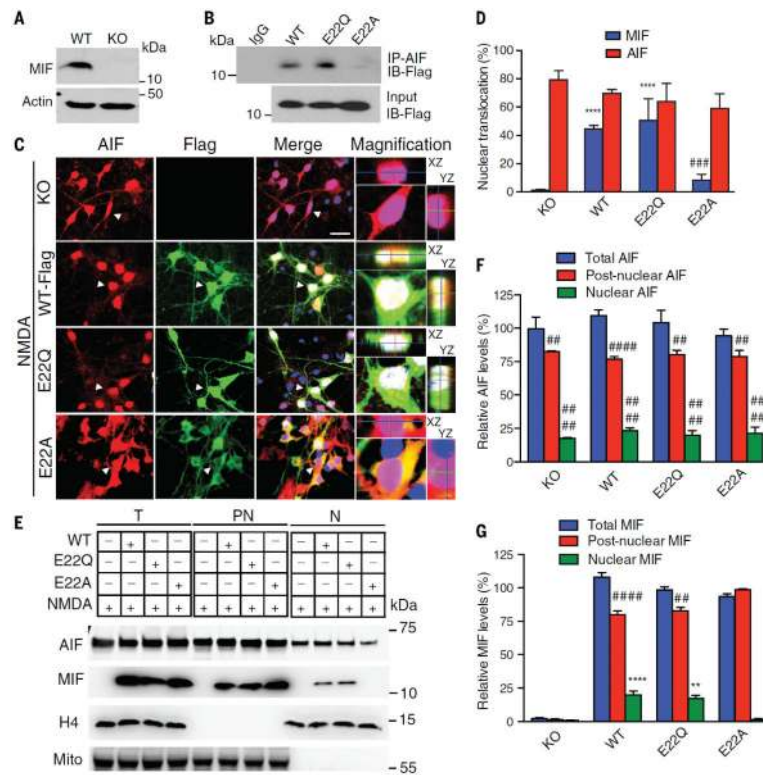 A
WT KO
kDa
MIF
10
50
Actin
B
IgG
WT
E22Q
E22A
10
IP-AIF
IB-Flag
10
Input
IB-Flag
C
AIF Flag Merge Magnification
NMDA
KO
XZ
YZ
WT-Flag
XZ
YZ
E22Q
XZ
YZ
E22A
XZ
YZ
D
MIF
AIF
Nuclear translocation (%)
100
80
60
40
20
0
****
****
###
KO
WT
E22Q
E22A
E
T PN N
WT − + − − − + − − − + − −
E22Q − − + − − − + − − − + −
E22A − − − + − − − + − − − +
NMDA + + + + + + + + + + + +
kDa
AIF
75
MIF
10
H4
15
Mito
55
F
Total AIF
Post-nuclear AIF
Nuclear AIF
Relative AIF levels (%)
125
100
75
50
25
0
##
##
##
####
##
##
##
##
##
##
##
##
KO
WT
E22Q
E22A
G
Total MIF
Post-nuclear MIF
Nuclear MIF
Relative MIF levels (%)
125
100
75
50
25
0
####
****
##
**
KO
WT
E22Q
E22A